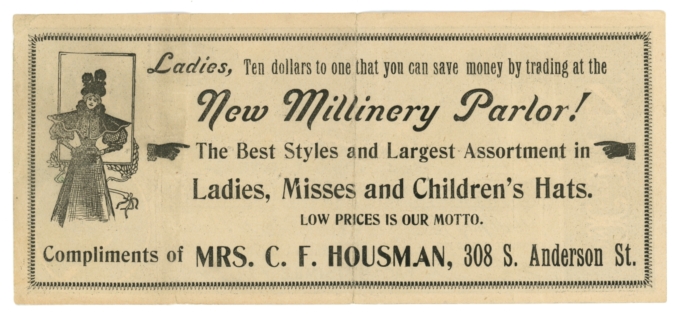 Ladies, Ten dollars to one that you can save money by trading at the
New Millinery Parlor!
The Best Styles and Largest Assortment in
Ladies, Misses and Children's Hats.
LOW PRICES IS OUR MOTTO.
Compliments of MRS. C. F. HOUSMAN, 308 S. Anderson St.